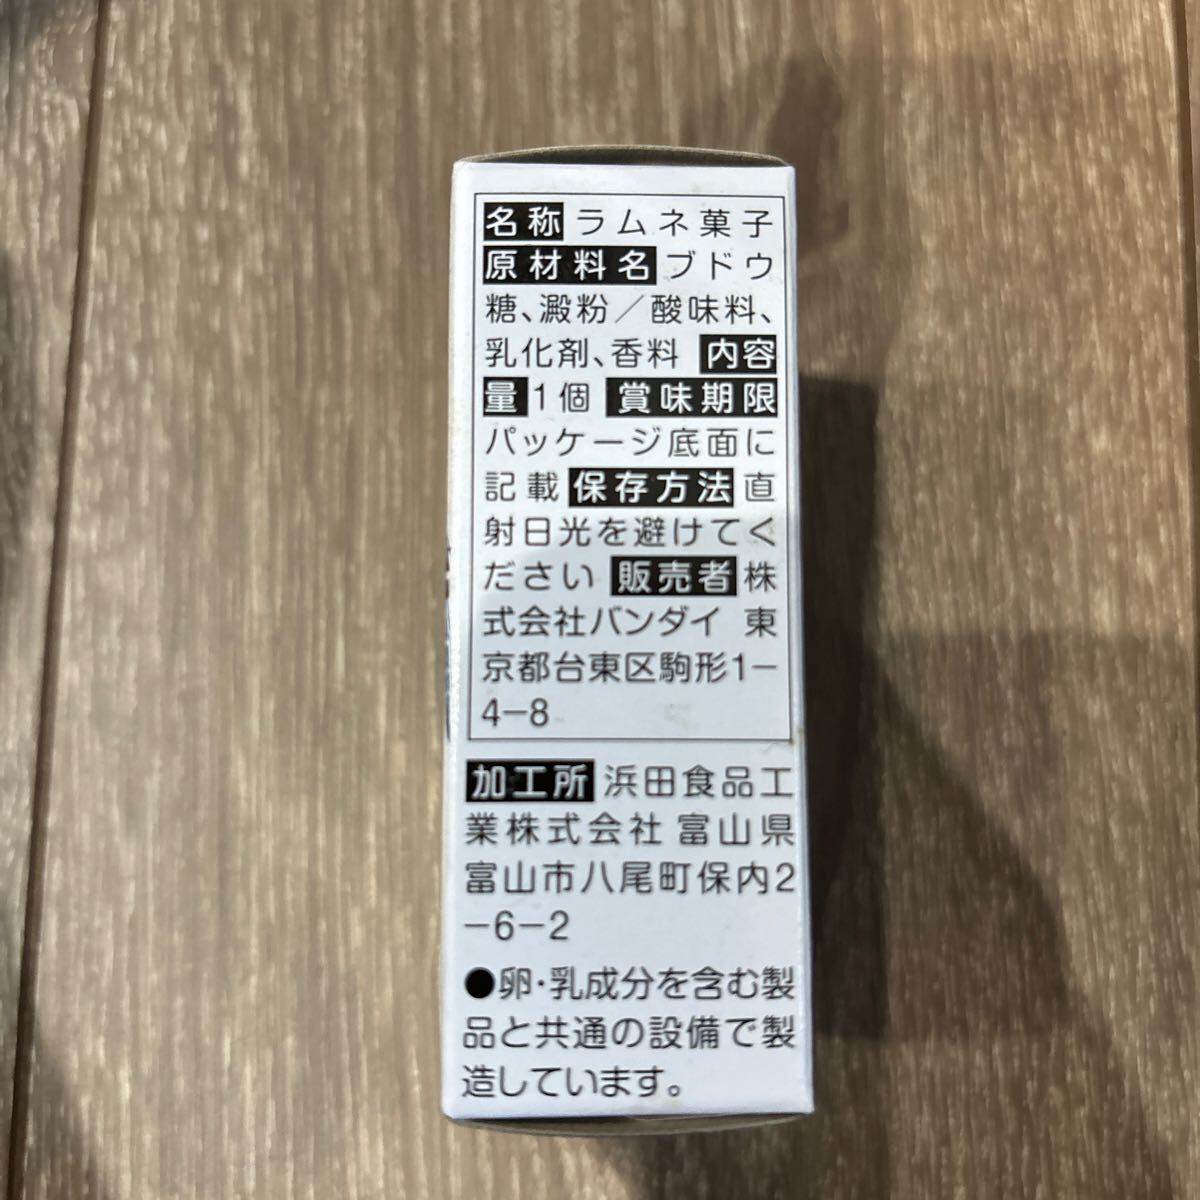 名称 ラムネ菓子
原材料名 ブドウ
糖、澱粉／酸味料、
乳化剤、香料 内容
量 1個 賞味期限
パッケージ底面に
記載 保存方法 直
射日光を避けてく
ださい 販売者 株
式会社バンダイ 東
京都台東区駒形1-
4-8
加工所 浜田食品工
業株式会社 富山県
富山市八尾町保内2
-6-2
●卵・乳成分を含む製
品と共通の設備で製
造しています。